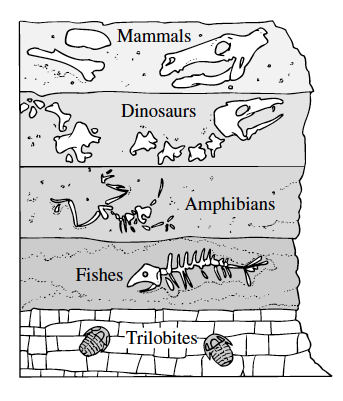 Mammals
Dinosaurs
Amphibians
Fishes
Trilobites